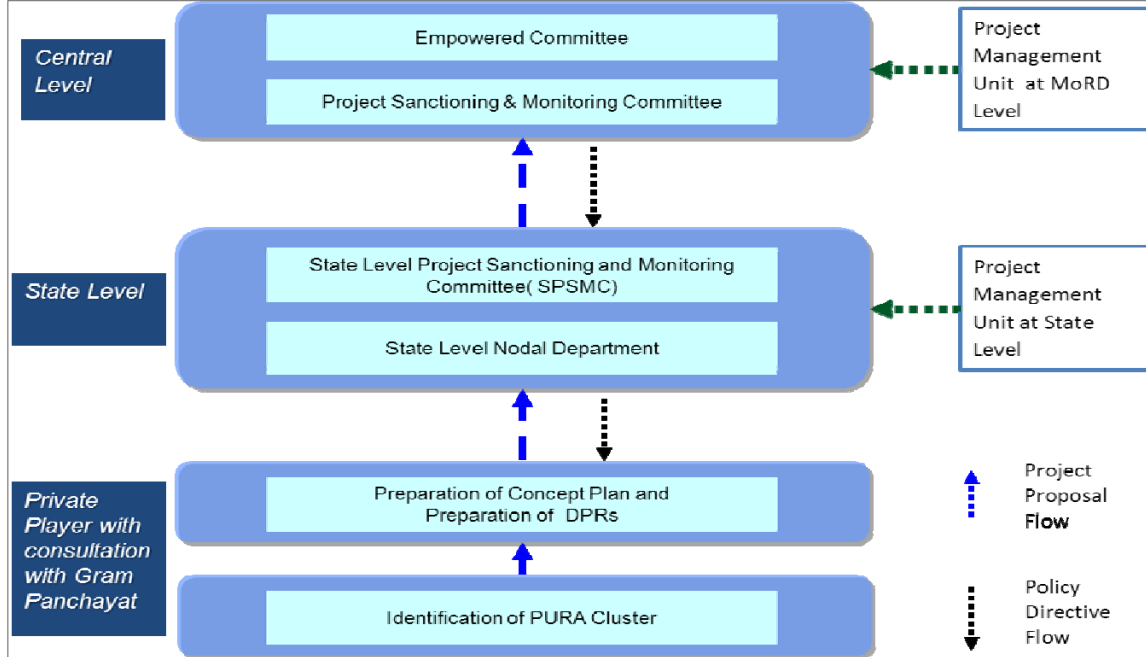 Central
Level
Empowered Committee
Project Sanctioning & Monitoring Committee
Project
Management
Unit at MoRD
Level
State Level
State Level Project Sanctioning and Monitoring
Committee( SPSMC)
State Level Nodal Department
Project
Management
Unit at State
Level
Private
Player with
consultation
with Gram
Panchayat
Preparation of Concept Plan and
Preparation of DPRs
Identification of PURA Cluster
Project
Proposal
Flow
Policy
Directive
Flow